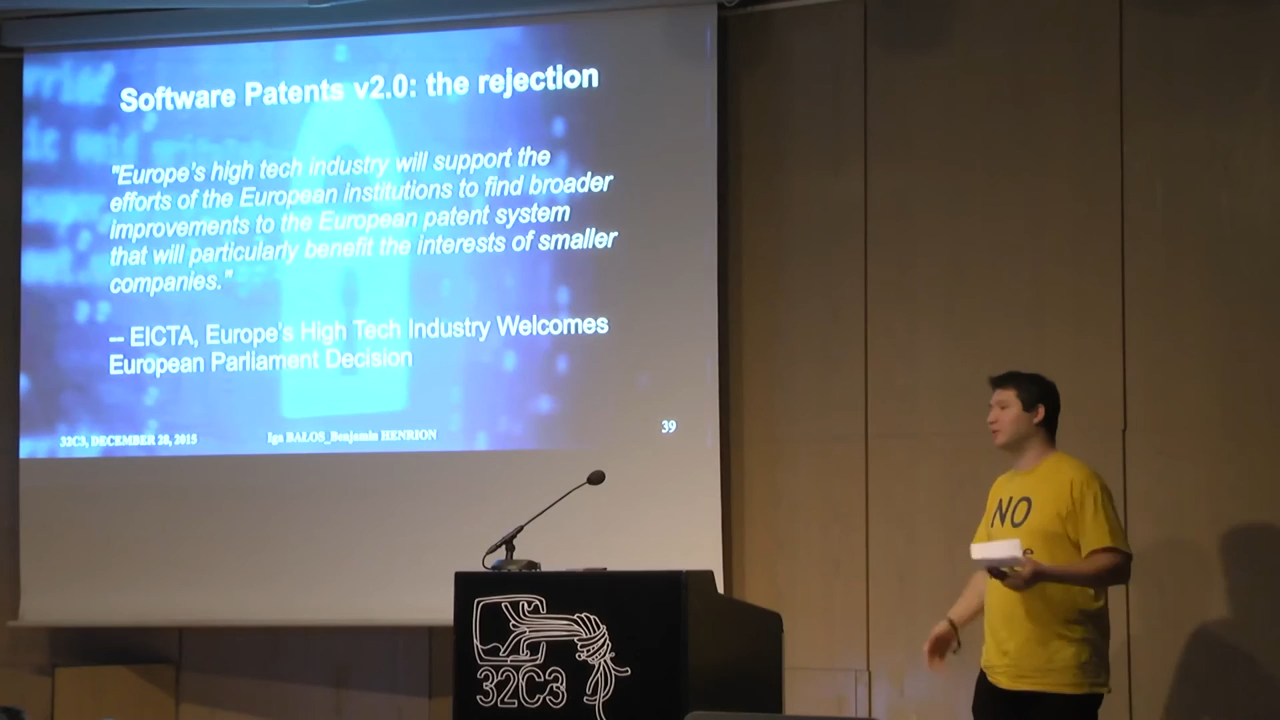 Software Patents v2.0: the rejection
"Europe's high tech industry will support the
efforts of the European institutions to find broader
improvements to the European patent system
that will particularly benefit the interests of smaller
companies."
– EICTA, Europe's High Tech Industry Welcomes
European Parliament Decision
32C3, DECEMBER 28, 2015
Iga BAŁOS_Benjamin HENRION
39
NO
32C3